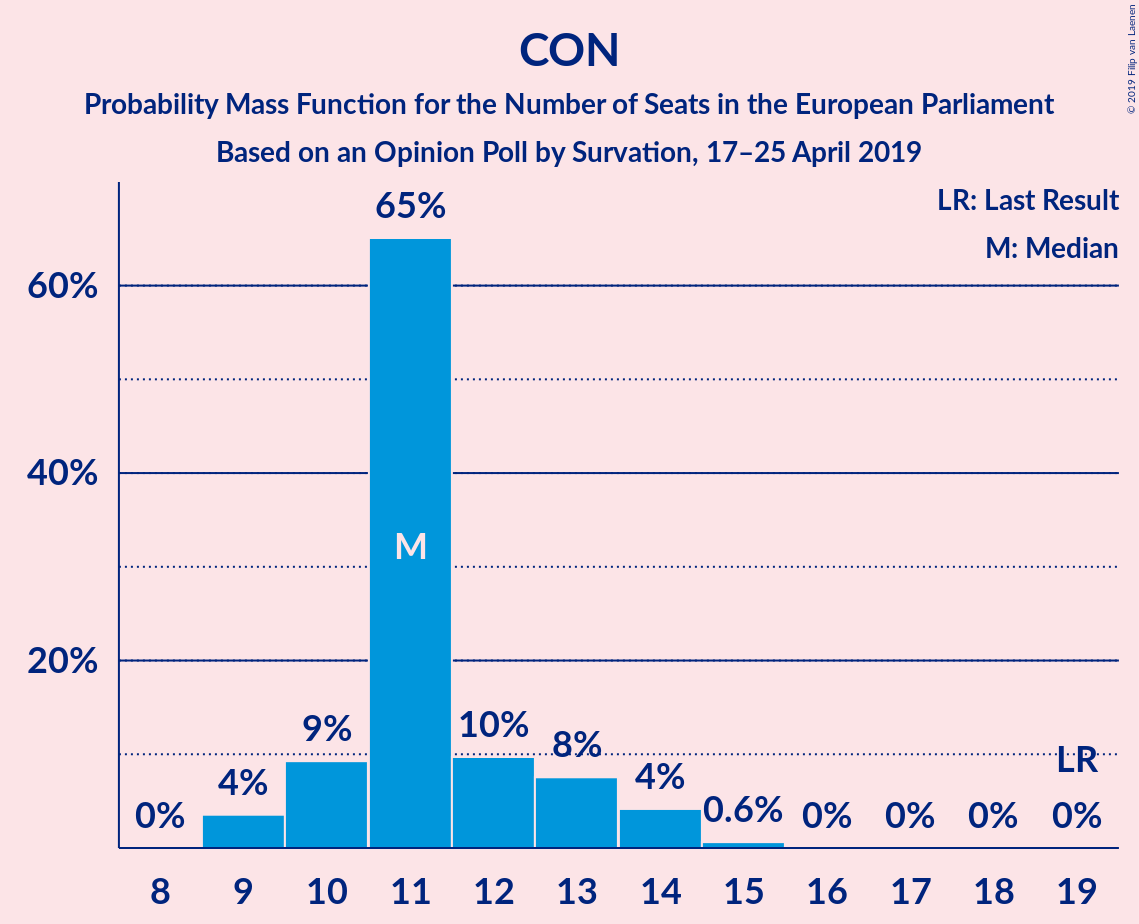 CON
Probability Mass Function for the Number of Seats in the European Parliament
Based on an Opinion Poll by Survation, 17–25 April 2019
© 2019 Filip van Laenen
LR: Last Result
M: Median
65%
60%
40%
M
20%
9%
10%
8%
4%
4%
LR
0%
0.6%
0%
0%
0%
0%
8 9 10 11 12 13 14 15 16 17 18 19